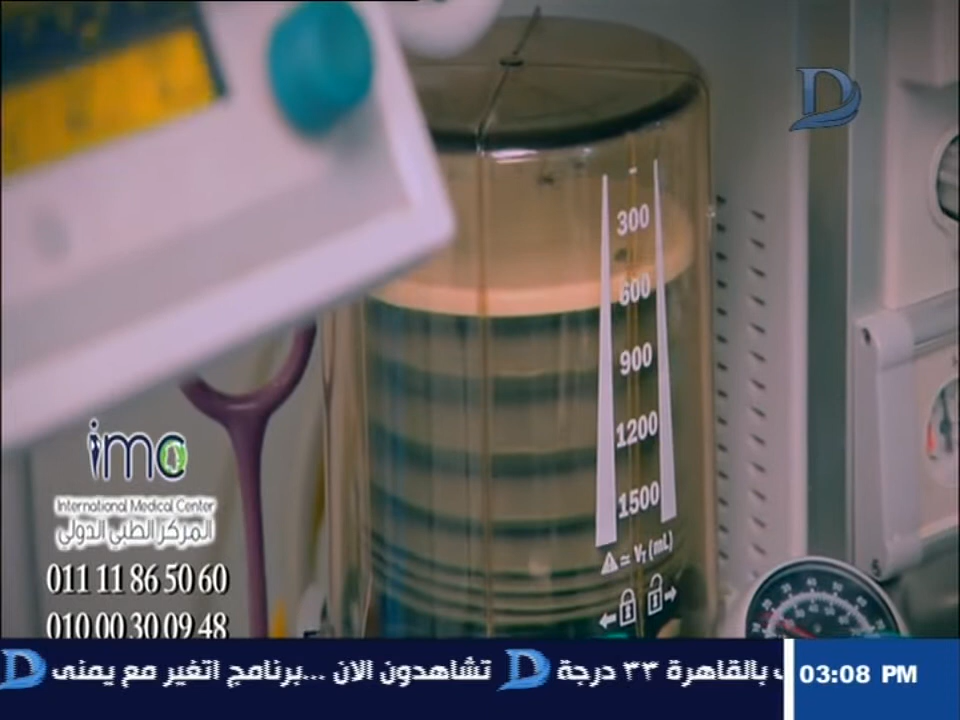 D
300
600
900
1200
1500
⚠ ≃ V_T (mL)
imc
International Medical Center
المركز الطبي الدولي
011 11 86 50 60
010 00 30 09 48
بالقاهرة ٣٣ درجة D تشاهدون الان ...برنامج اتغير مع يمنى D
03:08 PM